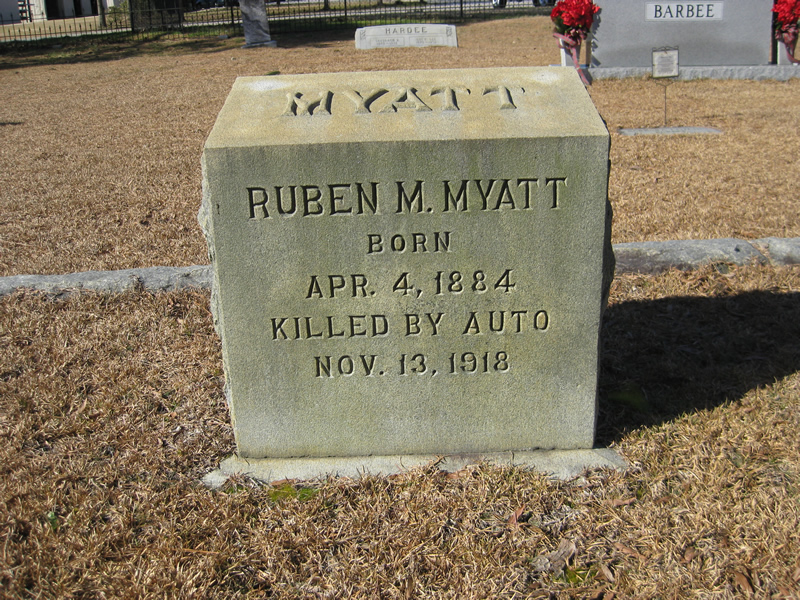 HARDEE
BARBEE
MYATT
RUBEN M. MYATT
BORN
APR. 4, 1884
KILLED BY AUTO
NOV. 13, 1918